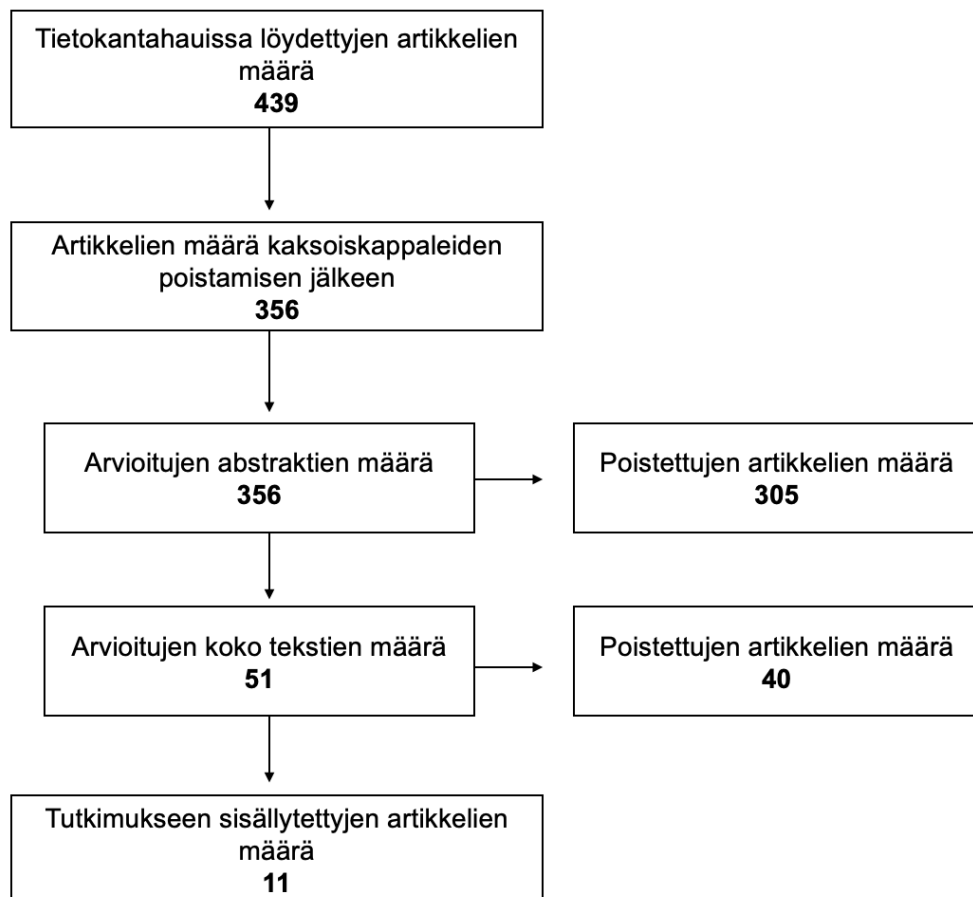 Tietokantahauissa löydettyjen artikkelien
määrä
439
Artikkelien määrä kaksoiskappaleiden
poistamisen jälkeen
356
Arvioitujen abstraktien määrä
356
Poistettujen artikkelien määrä
305
Arvioitujen koko tekstien määrä
51
Poistettujen artikkelien määrä
40
Tutkimukseen sisällytettyjen artikkelien
määrä
11